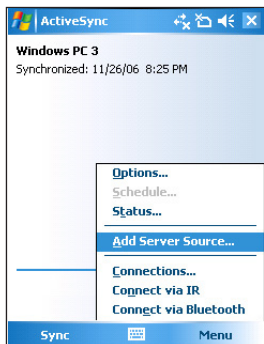 ActiveSync
Windows PC 3
Synchronized: 11/26/06 8:25 PM
Options...
Schedule...
Status...
Add Server Source...
Connections...
Connect via IR
Connect via Bluetooth
Sync
Menu